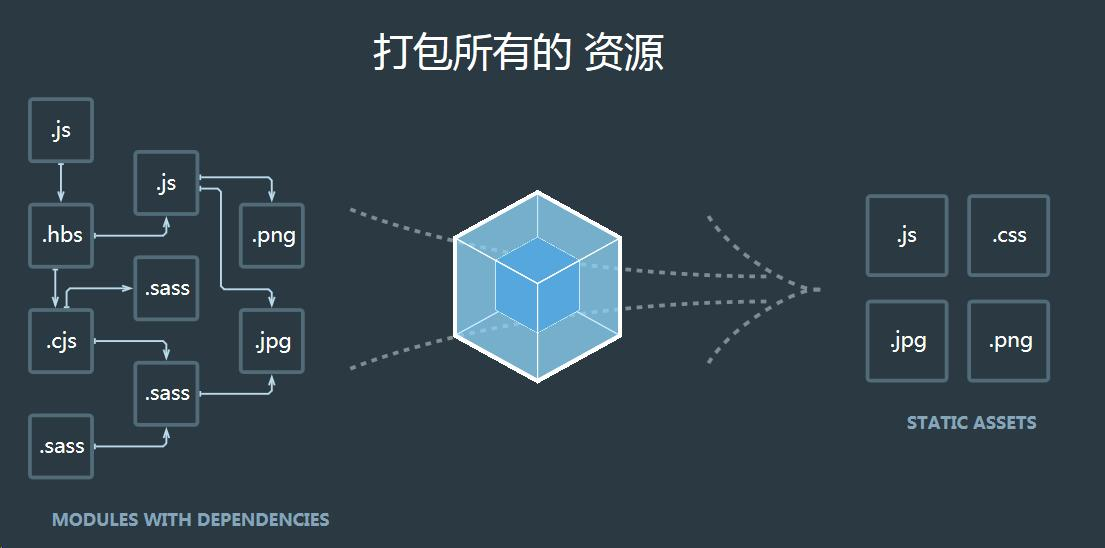 打包所有的 资源
.js
.js
.hbs
.png
.sass
.cjs
.jpg
.sass
.sass
MODULES WITH DEPENDENCIES
.js
.css
.jpg
.png
STATIC ASSETS